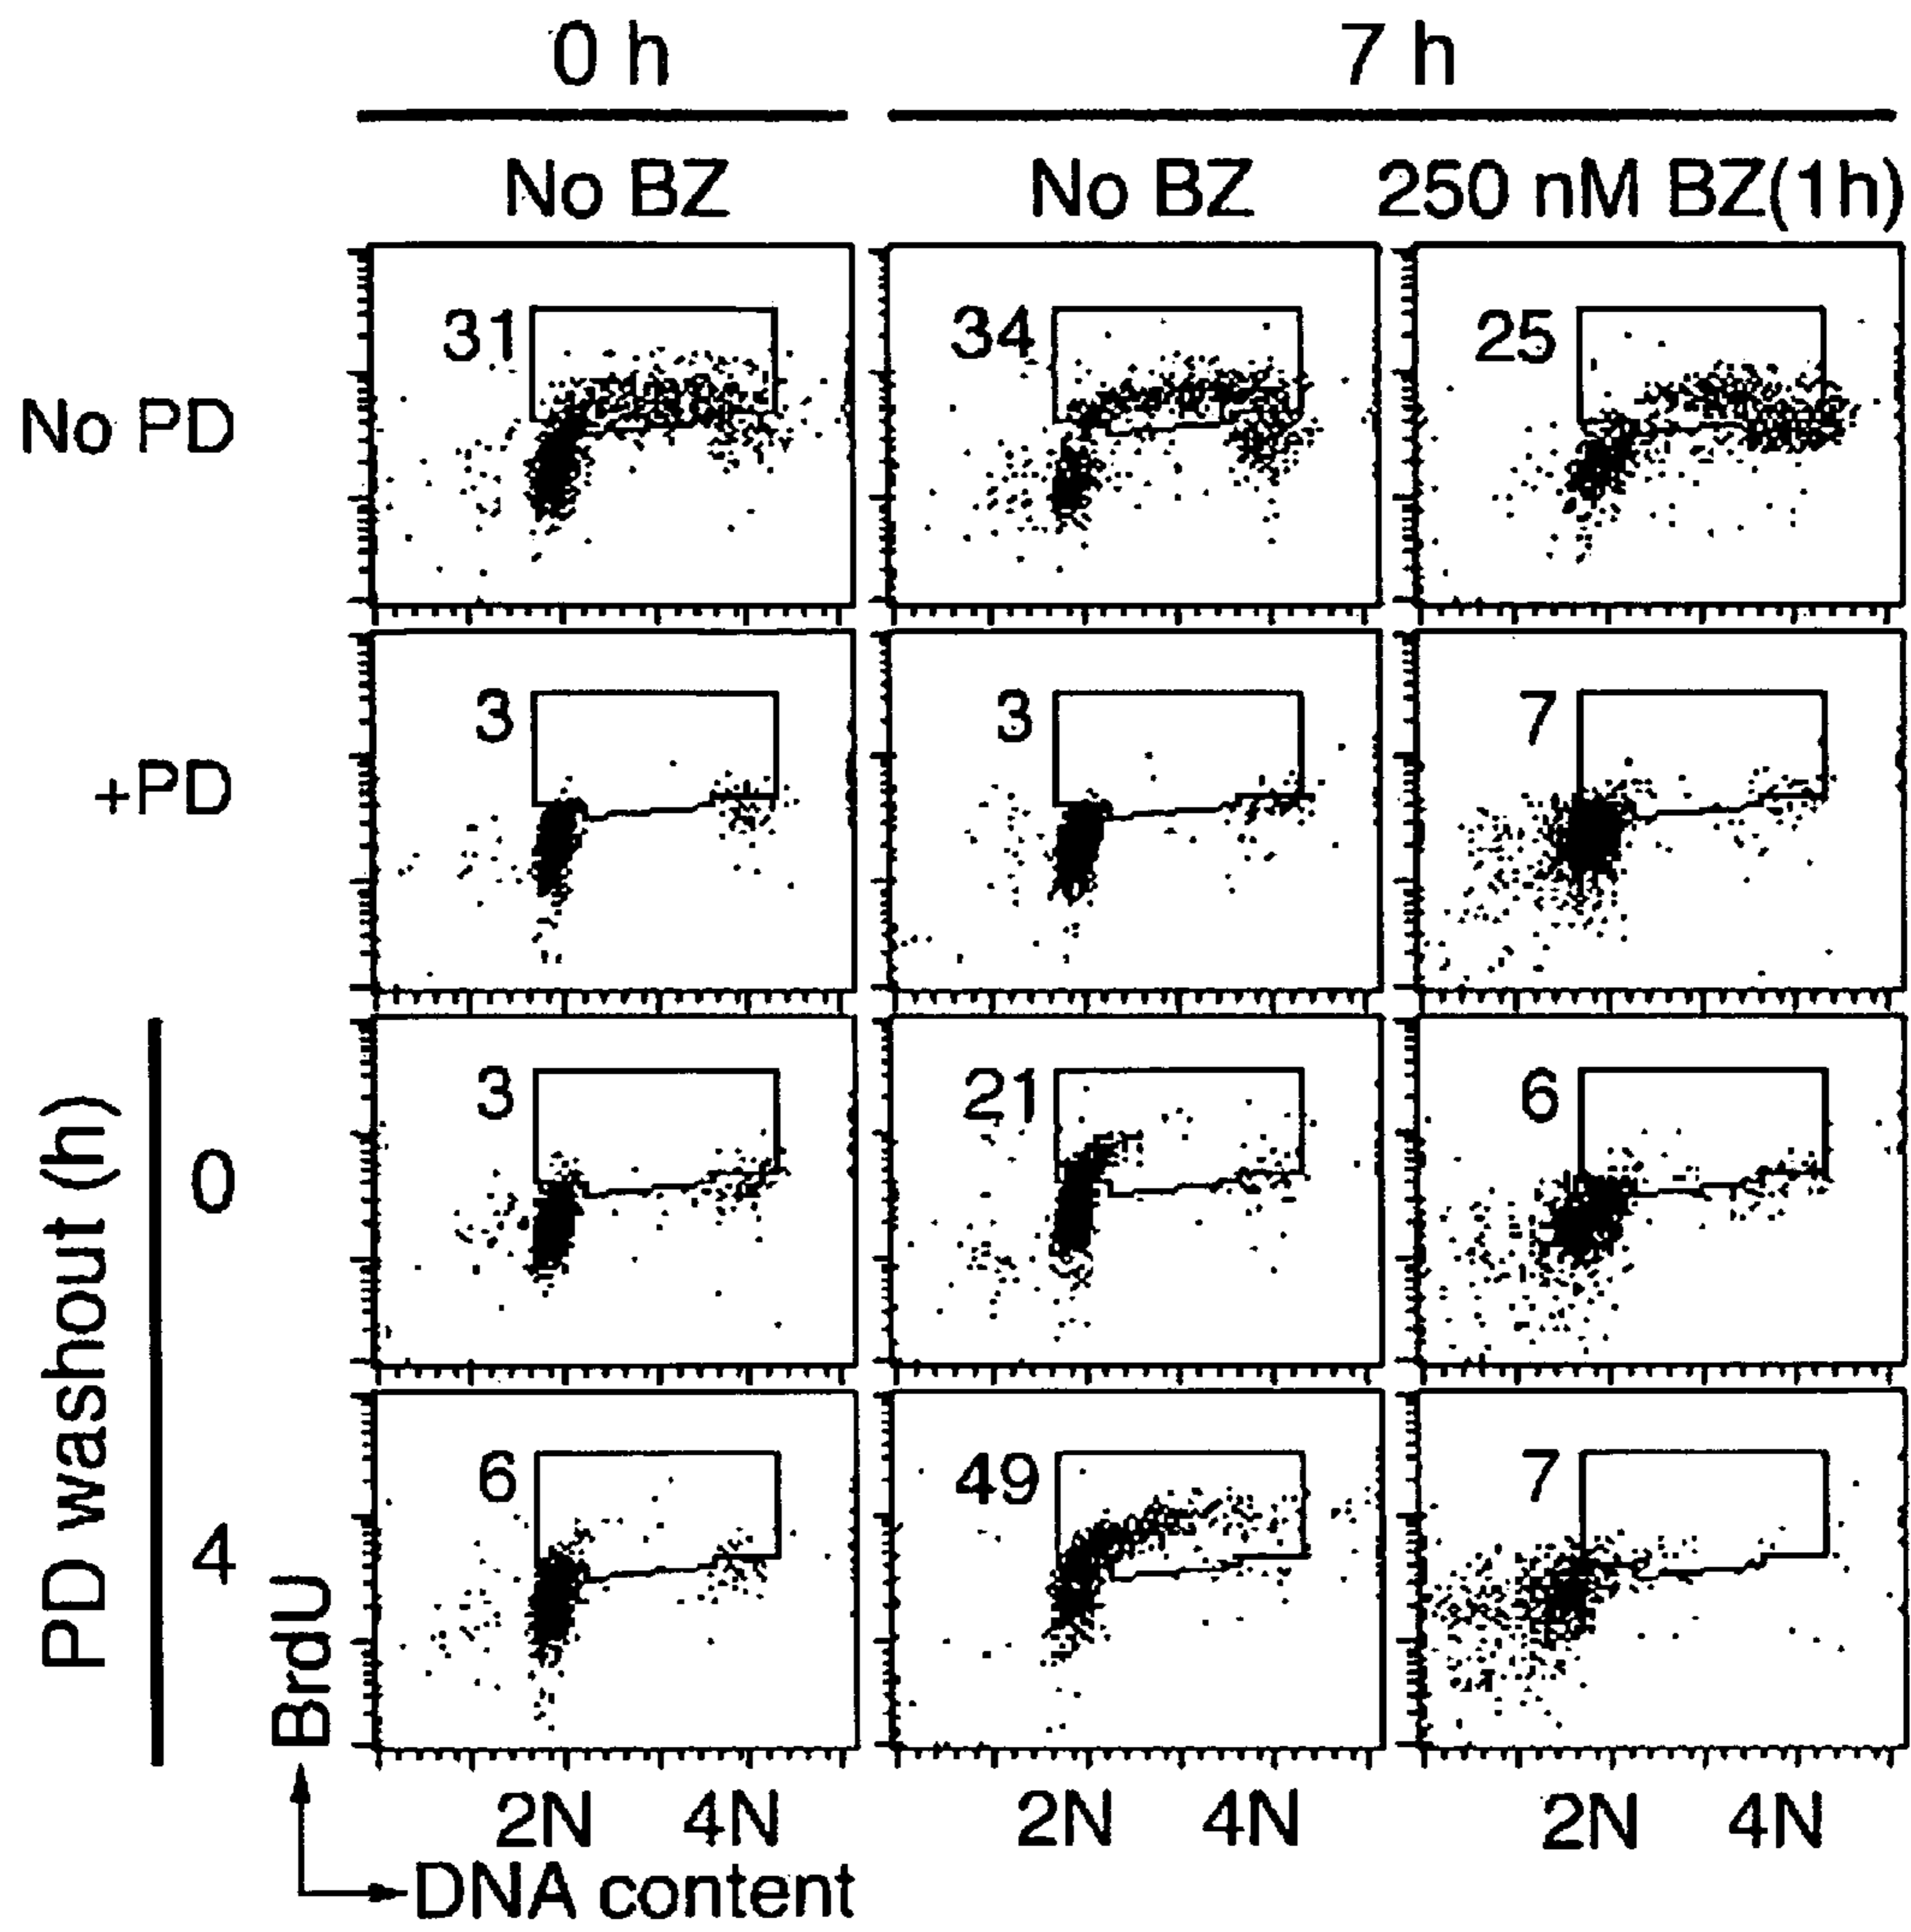 0 h 7 h
No BZ No BZ 250 nM BZ(1h)
No PD 31 34 25
+PD 3 3 7
PD washout (h)
0 3 21 6
4 6 49 7
BrdU
2N 4N 2N 4N 2N 4N
DNA content